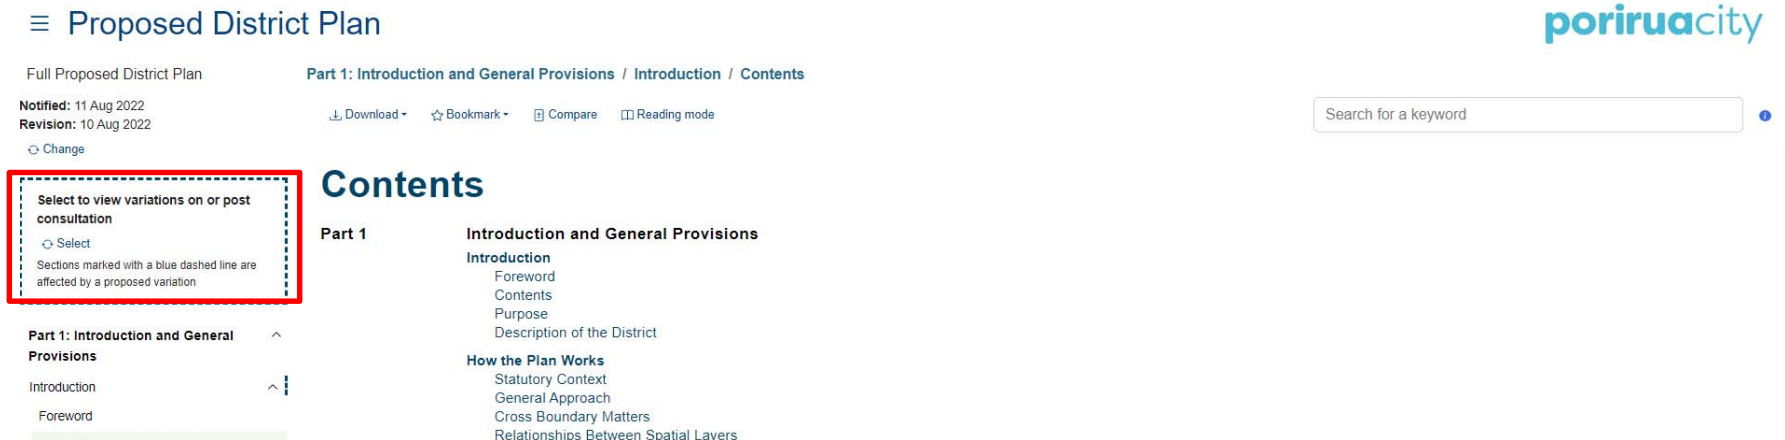 Proposed District Plan
poriruacity
Full Proposed District Plan
Notified: 11 Aug 2022
Revision: 10 Aug 2022
Change
Select to view variations on or post
consultation
Select
Sections marked with a blue dashed line are
affected by a proposed variation
Part 1: Introduction and General
Provisions
Introduction
Foreword
Part 1: Introduction and General Provisions / Introduction / Contents
Download Bookmark Compare Reading mode
Search for a keyword
Contents
Part 1 Introduction and General Provisions
Introduction
Foreword
Contents
Purpose
Description of the District
How the Plan Works
Statutory Context
General Approach
Cross Boundary Matters
Relationships Between Spatial Layers